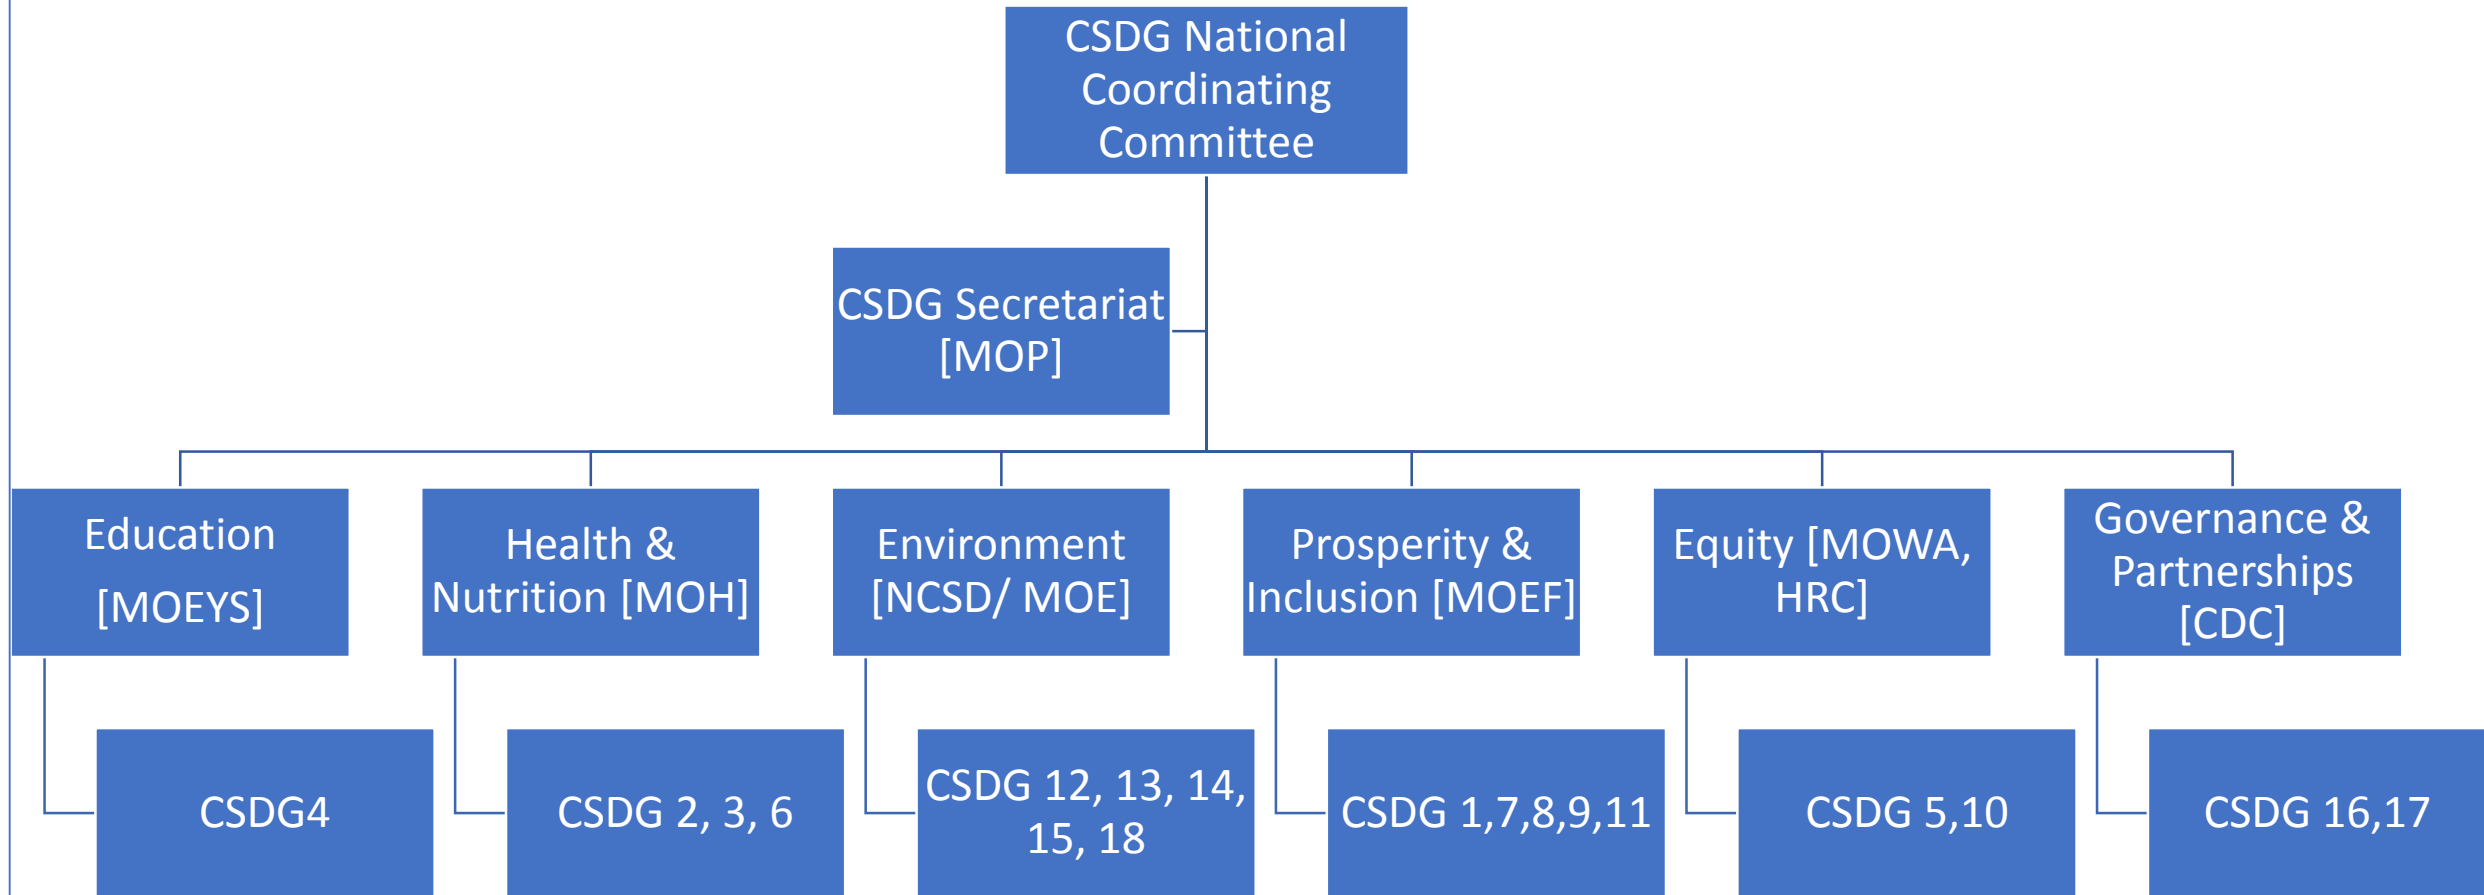 CSDG National
Coordinating
Committee
CSDG Secretariat
[MOP]
Education
[MOEYS]
Health &
Nutrition [MOH]
Environment
[NCSD/ MOE]
Prosperity &
Inclusion [MOEF]
Equity [MOWA,
HRC]
Governance &
Partnerships
[CDC]
CSDG4
CSDG 2, 3, 6
CSDG 12, 13, 14,
15, 18
CSDG 1,7,8,9,11
CSDG 5,10
CSDG 16,17